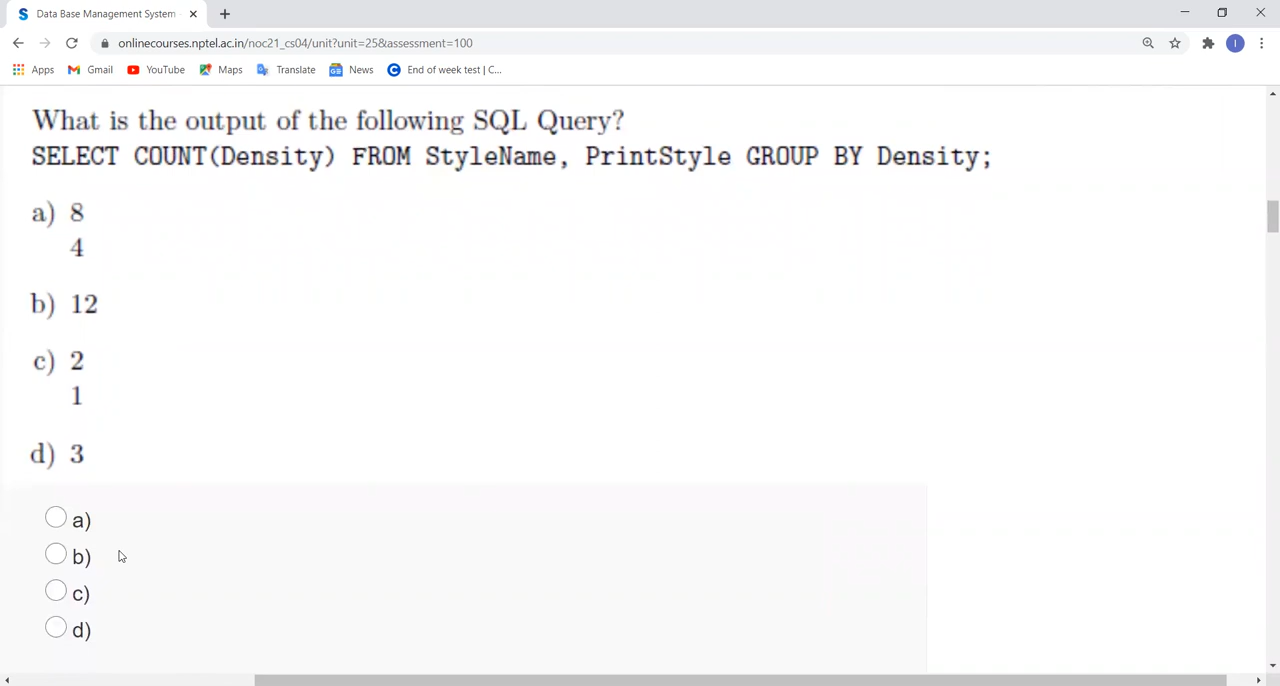 Data Base Management System
onlinecourses.nptel.ac.in/noc21_cs04/unit?unit=25&assessment=100
I
Apps Gmail YouTube Maps Translate News End of week test | C...
What is the output of the following SQL Query?
SELECT COUNT(Density) FROM StyleName, PrintStyle GROUP BY Density;
a) 8
4
b) 12
c) 2
1
d) 3
a)
b)
c)
d)